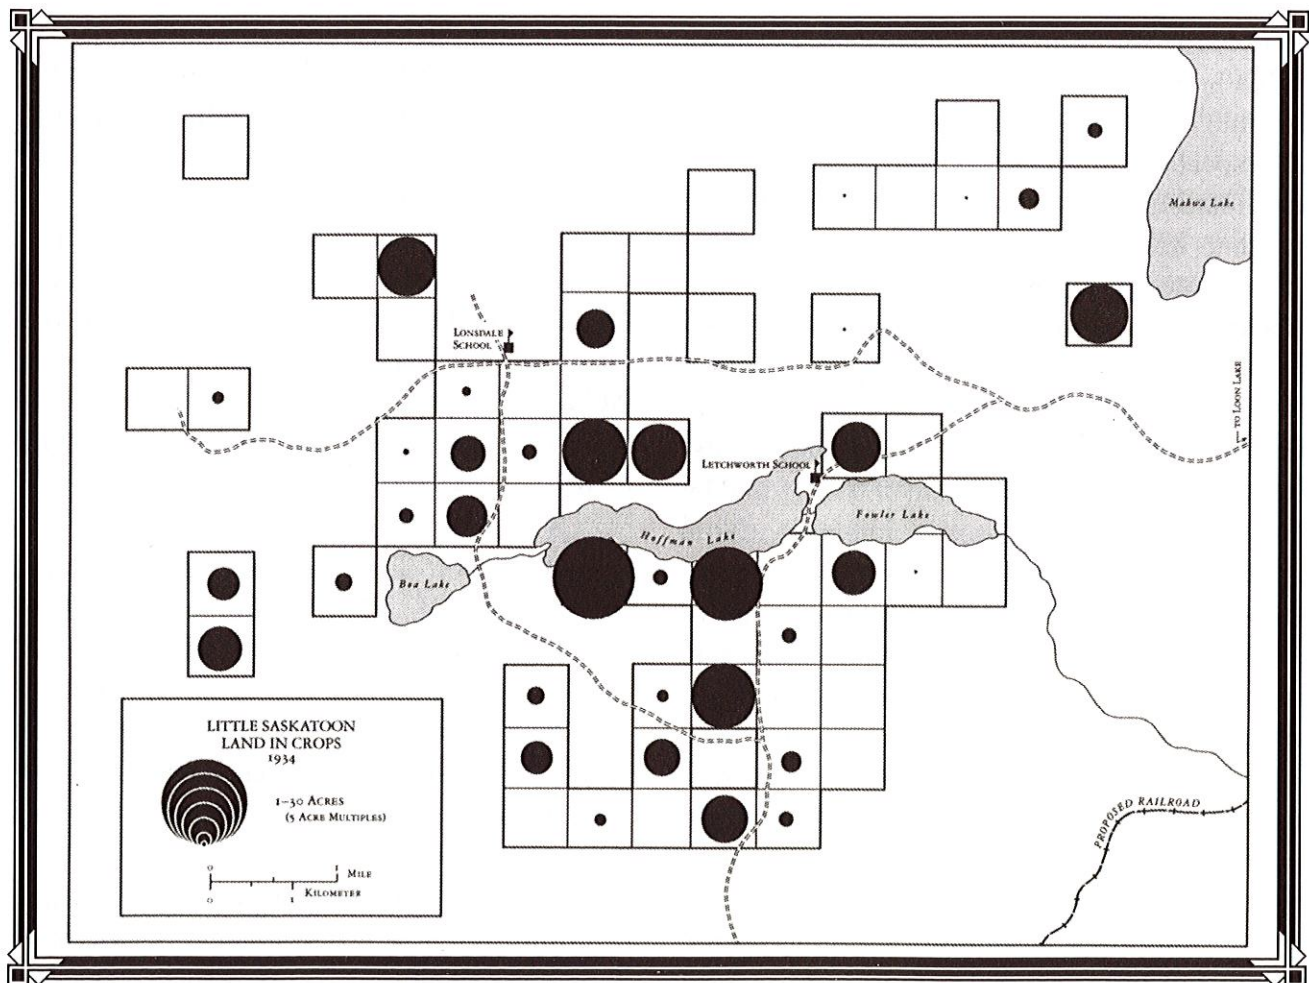 Makwa Lake
LONSDALE
SCHOOL
← TO LOON LAKE
LETCHWORTH SCHOOL
Hoffman Lake
Fowler Lake
Bea Lake
LITTLE SASKATOON
LAND IN CROPS
1934
1–30 ACRES
(5 ACRE MULTIPLES)
0 1 MILE
0 1 KILOMETER
PROPOSED RAILROAD